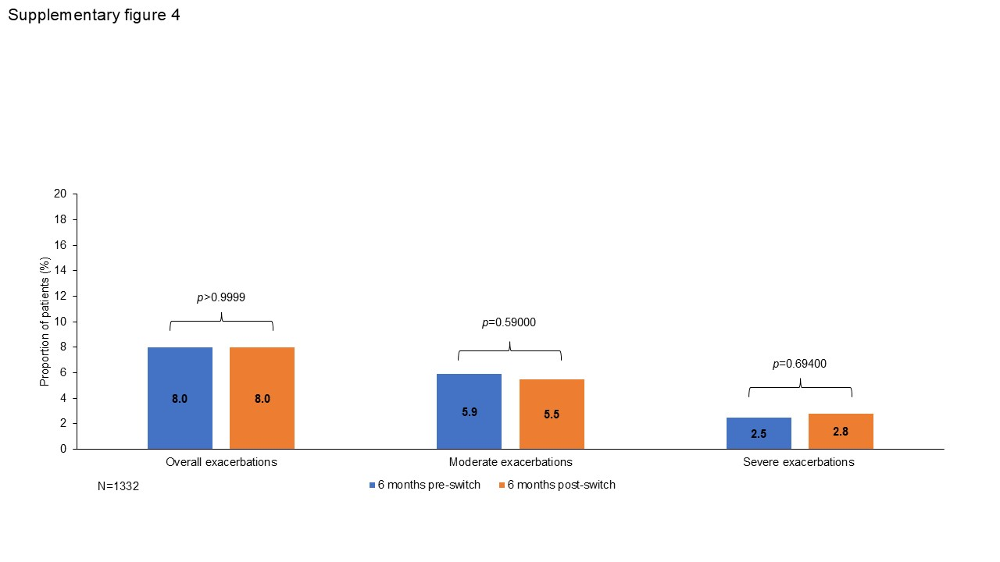 Supplementary figure 4
Proportion of patients (%)
20
18
16
14
12
10
8
6
4
2
0
p>0.9999
p=0.59000
p=0.69400
8.0
8.0
5.9
5.5
2.5
2.8
Overall exacerbations
Moderate exacerbations
Severe exacerbations
N=1332
6 months pre-switch
6 months post-switch